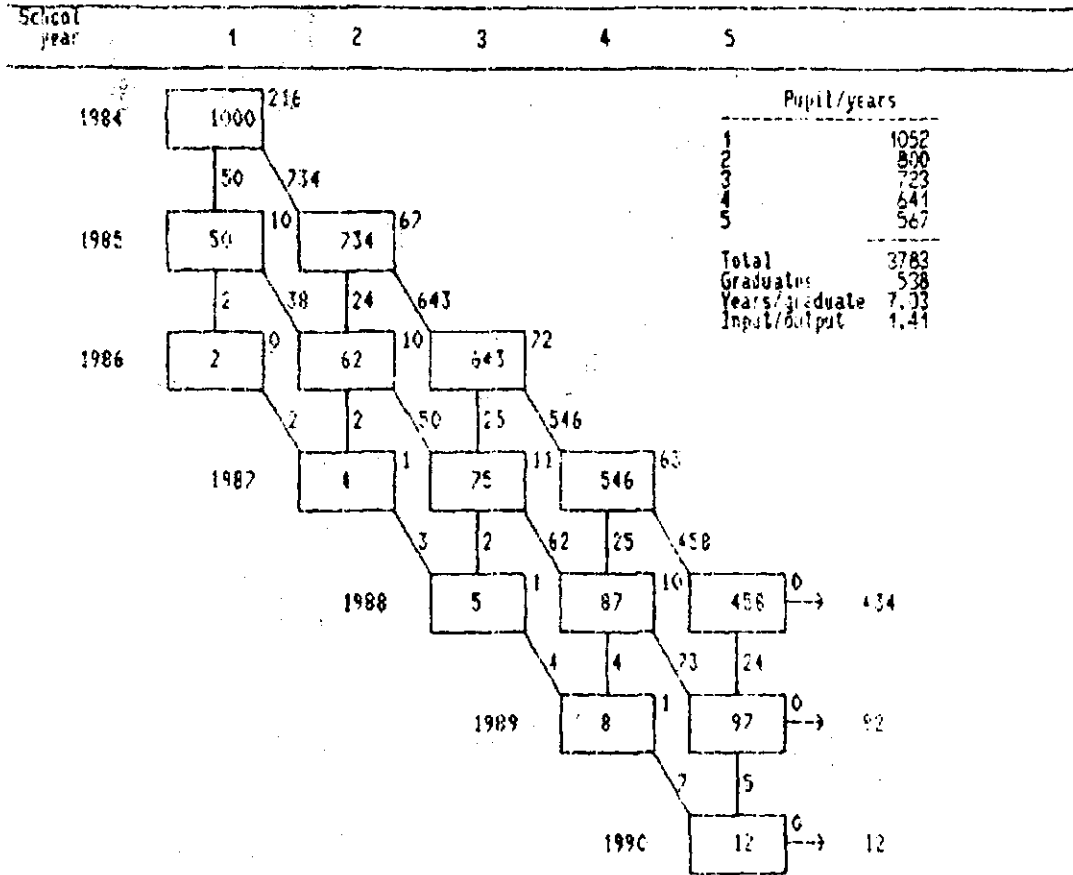 School
year 1 2 3 4 5
Pupil/years
1984 1000 216
1 1052
2 800
3 723
4 641
5 567
50 734
1985 50 10 734 67
Total 3783
Graduates 538
Years/graduate 7.03
Input/output 1.41
2 38 24 643
1986 2 0 62 10 643 72
2 2 50 25 546
1987 4 1 75 11 546 63
3 2 62 25 458
1988 5 1 87 10 458 0 434
4 4 73 24
1989 8 1 97 0 92
7 5
1990 12 0 12